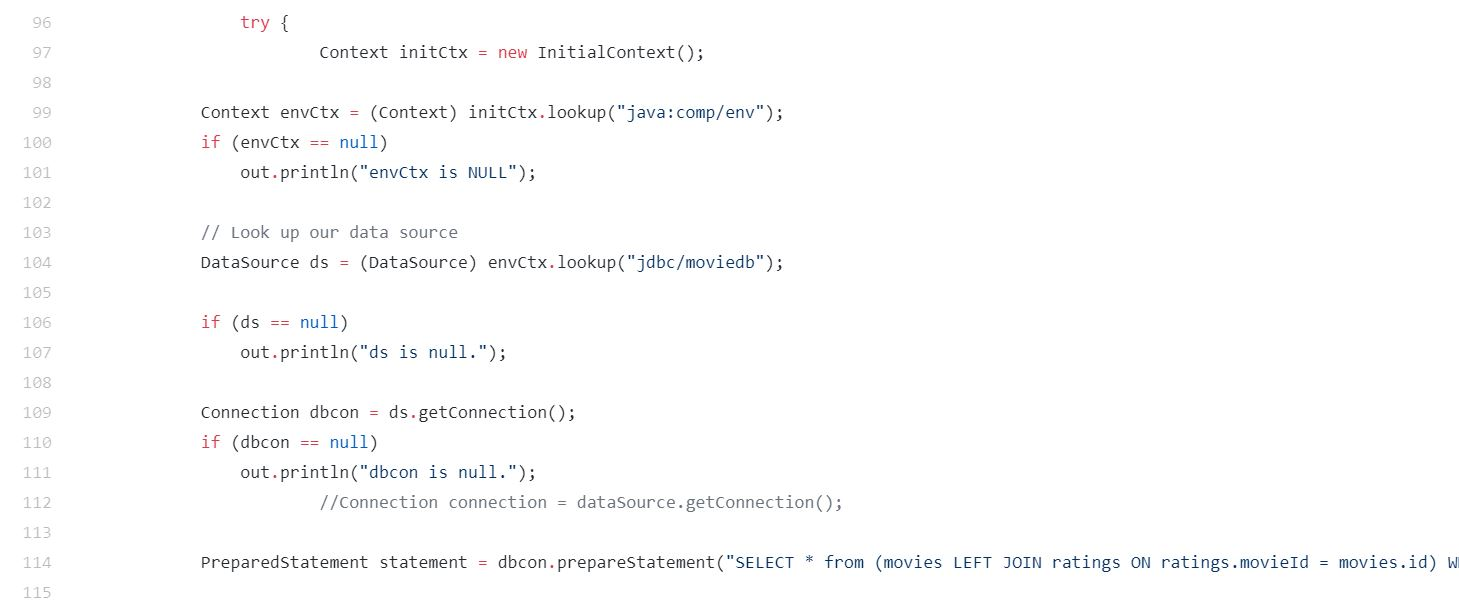 96 try {
97 Context initCtx = new InitialContext();
98
99 Context envCtx = (Context) initCtx.lookup("java:comp/env");
100 if (envCtx == null)
101 out.println("envCtx is NULL");
102
103 // Look up our data source
104 DataSource ds = (DataSource) envCtx.lookup("jdbc/moviedb");
105
106 if (ds == null)
107 out.println("ds is null.");
108
109 Connection dbcon = ds.getConnection();
110 if (dbcon == null)
111 out.println("dbcon is null.");
112 //Connection connection = dataSource.getConnection();
113
114 PreparedStatement statement = dbcon.prepareStatement("SELECT * from (movies LEFT JOIN ratings ON ratings.movieId = movies.id)
115